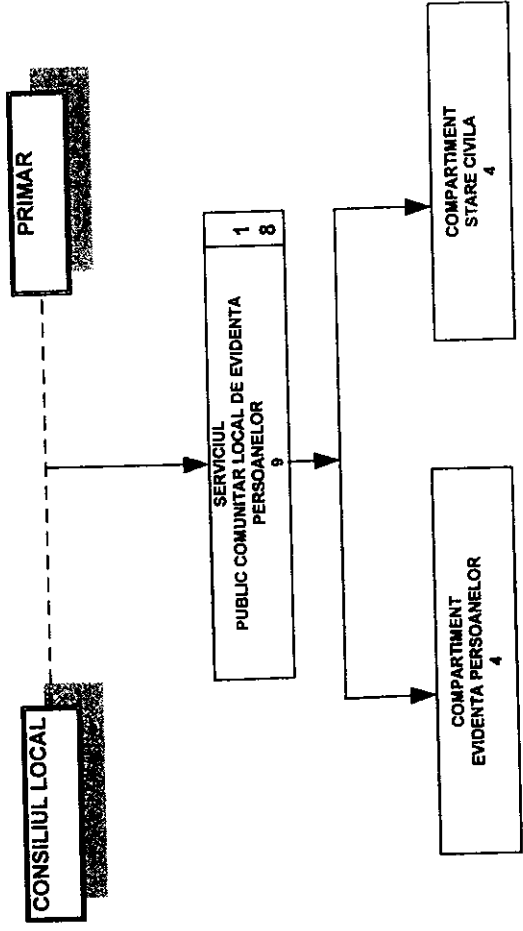 CONSILIUL LOCAL
PRIMAR
SERVICIUL
PUBLIC COMUNITAR LOCAL DE EVIDENTA
PERSOANELOR
9
1
8
COMPARTIMENT
EVIDENTA PERSOANELOR
4
COMPARTIMENT
STARE CIVILA
4